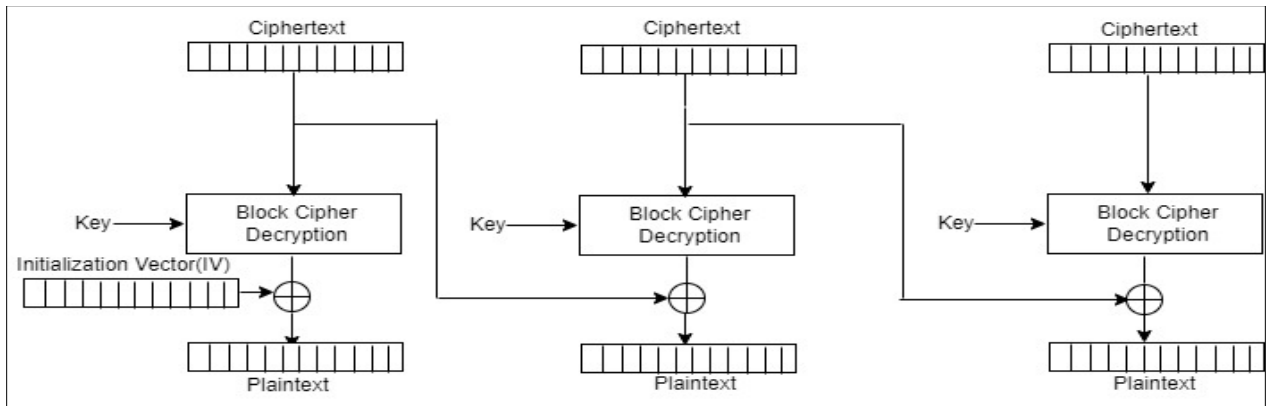 Ciphertext
Ciphertext
Ciphertext
Key
Block Cipher
Decryption
Key
Block Cipher
Decryption
Key
Block Cipher
Decryption
Initialization Vector(IV)
Plaintext
Plaintext
Plaintext